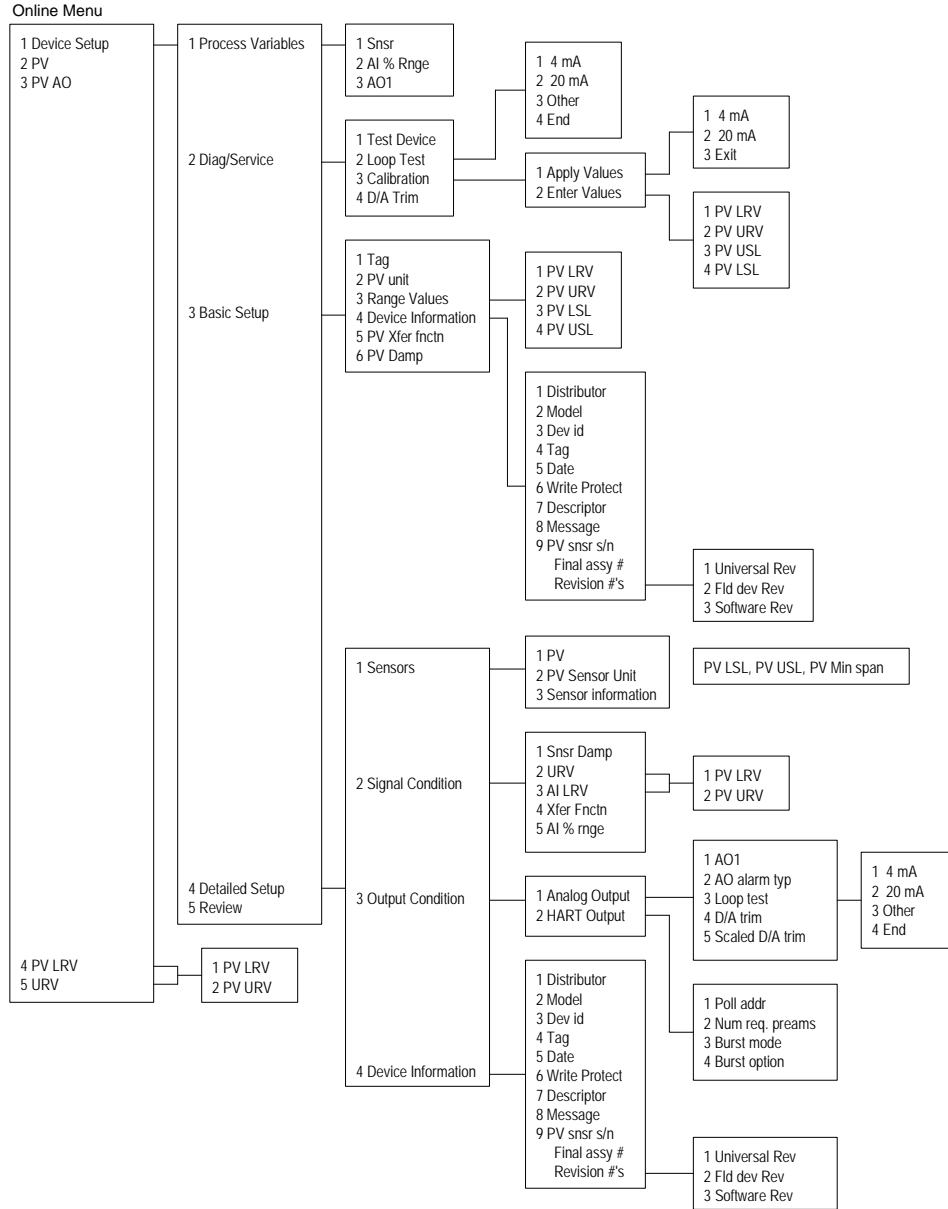 Online Menu
1 Device Setup
2 PV
3 PV AO
4 PV LRV
5 URV
1 PV LRV
2 PV URV
1 Process Variables
2 Diag/Service
3 Basic Setup
4 Detailed Setup
5 Review
1 Snsr
2 AI % Rnge
3 AO1
1 Test Device
2 Loop Test
3 Calibration
4 D/A Trim
1 4 mA
2 20 mA
3 Other
4 End
1 Apply Values
2 Enter Values
1 4 mA
2 20 mA
3 Exit
1 PV LRV
2 PV URV
3 PV USL
4 PV LSL
1 Tag
2 PV unit
3 Range Values
4 Device Information
5 PV Xfer fnctn
6 PV Damp
1 PV LRV
2 PV URV
3 PV LSL
4 PV USL
1 Distributor
2 Model
3 Dev id
4 Tag
5 Date
6 Write Protect
7 Descriptor
8 Message
9 PV snsr s/n
Final assy #
Revision #'s
1 Universal Rev
2 Fld dev Rev
3 Software Rev
1 Sensors
2 Signal Condition
3 Output Condition
4 Device Information
1 PV
2 PV Sensor Unit
3 Sensor information
PV LSL, PV USL, PV Min span
1 Snsr Damp
2 URV
3 AI LRV
4 Xfer Fnctn
5 AI % rnge
1 PV LRV
2 PV URV
1 Analog Output
2 HART Output
1 AO1
2 AO alarm typ
3 Loop test
4 D/A trim
5 Scaled D/A trim
1 4 mA
2 20 mA
3 Other
4 End
1 Poll addr
2 Num req. preams
3 Burst mode
4 Burst option
1 Distributor
2 Model
3 Dev id
4 Tag
5 Date
6 Write Protect
7 Descriptor
8 Message
9 PV snsr s/n
Final assy #
Revision #'s
1 Universal Rev
2 Fld dev Rev
3 Software Rev